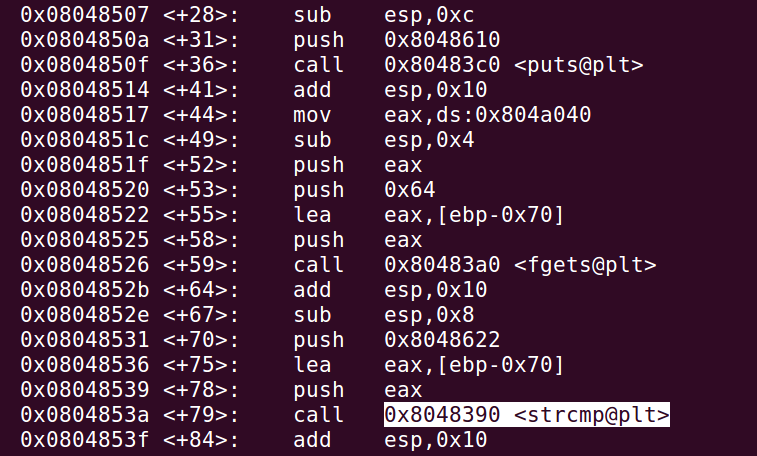 0x08048507 <+28>: sub esp,0xc
0x0804850a <+31>: push 0x8048610
0x0804850f <+36>: call 0x80483c0 <puts@plt>
0x08048514 <+41>: add esp,0x10
0x08048517 <+44>: mov eax,ds:0x804a040
0x0804851c <+49>: sub esp,0x4
0x0804851f <+52>: push eax
0x08048520 <+53>: push 0x64
0x08048522 <+55>: lea eax,[ebp-0x70]
0x08048525 <+58>: push eax
0x08048526 <+59>: call 0x80483a0 <fgets@plt>
0x0804852b <+64>: add esp,0x10
0x0804852e <+67>: sub esp,0x8
0x08048531 <+70>: push 0x8048622
0x08048536 <+75>: lea eax,[ebp-0x70]
0x08048539 <+78>: push eax
0x0804853a <+79>: call 0x8048390 <strcmp@plt>
0x0804853f <+84>: add esp,0x10